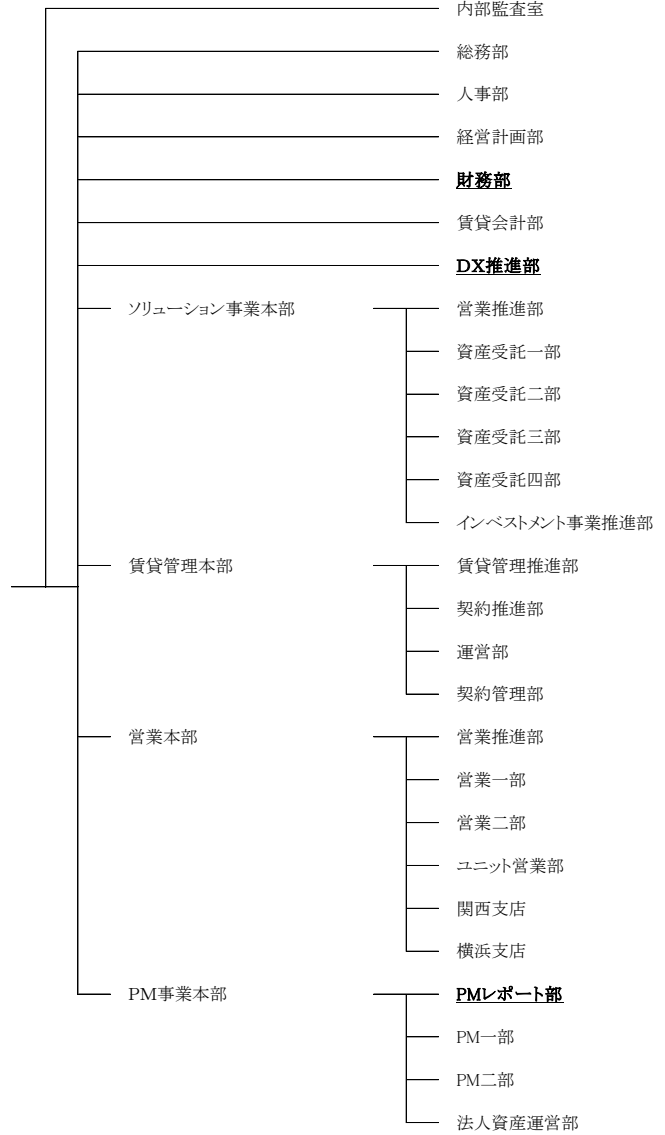 内部監査室
総務部
人事部
経営計画部
財務部
賃貸会計部
DX推進部
ソリューション事業本部 営業推進部
資産受託一部
資産受託二部
資産受託三部
資産受託四部
インベストメント事業推進部
賃貸管理本部 賃貸管理推進部
契約推進部
運営部
契約管理部
営業本部 営業推進部
営業一部
営業二部
ユニット営業部
関西支店
横浜支店
PM事業本部 PMレポート部
PM一部
PM二部
法人資産運営部